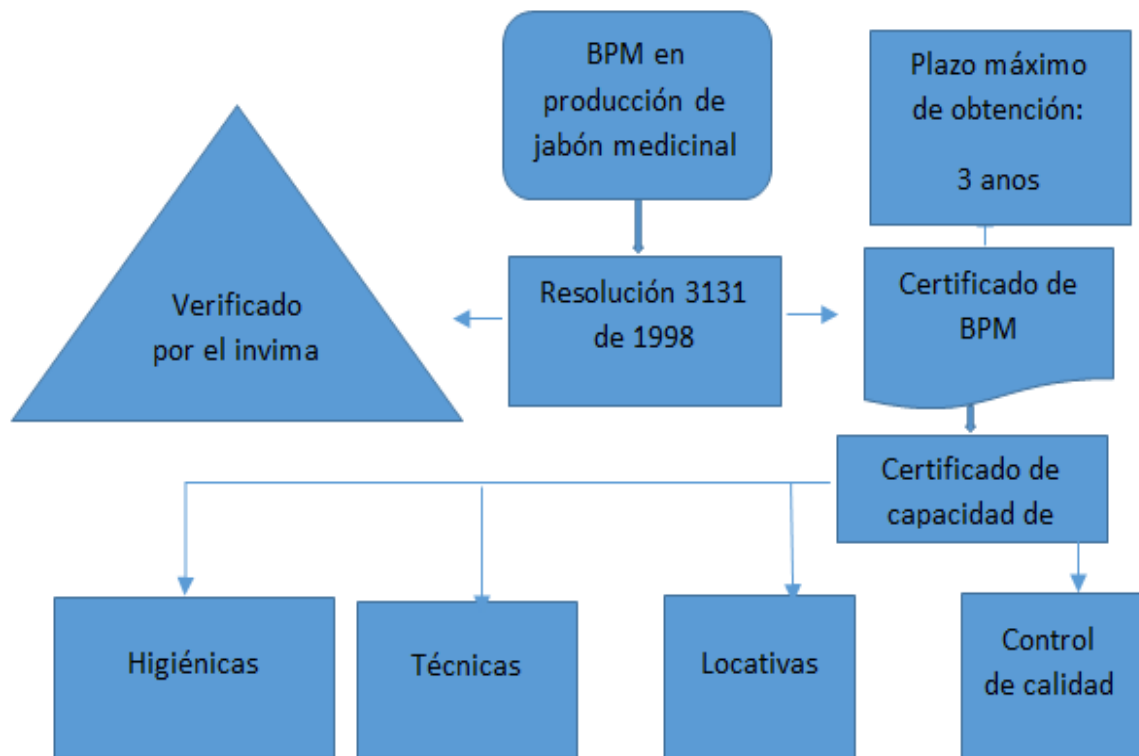 BPM en
producción de
jabón medicinal
Plazo máximo
de obtención:
3 anos
Verificado
por el invima
Resolución 3131
de 1998
Certificado de
BPM
Certificado de
capacidad de
Higiénicas
Técnicas
Locativas
Control
de calidad